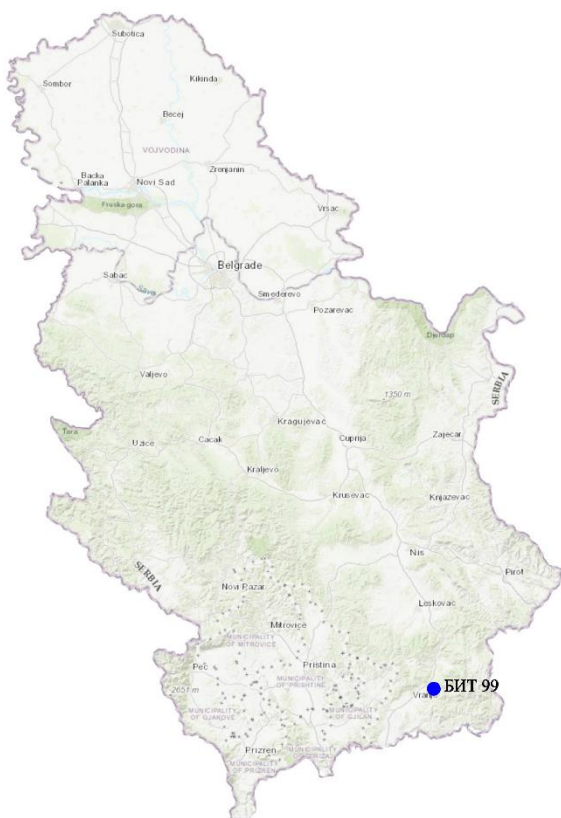 Subotica
Sombor
Kikinda
Becej
VOJVODINA
Zrenjanin
Backa
Palanka
Novi Sad
Fruska gora
Vrsac
Belgrade
Sabac
Sava
Smederevo
Pozarevac
Djerdap
SERBIA
Valjevo
1350 m
Kragujevac
Tara
Uzice
Cacak
Cuprija
Zajecar
Kraljevo
Krusevac
Knjazevac
Nis
Pirot
SERBIA
Novi Pazar
Leskovac
Mitrovice
MUNICIPALITY
OF MITROVICE
Peć
Pristina
2651 m
MUNICIPALITY
OF PRISHTINE
БИТ 99
MUNICIPALITY
OF GJAKOVE
MUNICIPALITY
OF GJILAN
Prizren
MUNICIPALITY
MUNICIPALITY
OF PRIZREN